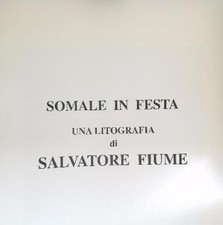 SOMALE IN FESTA
UNA LITOGRAFIA
di
SALVATORE FIUME